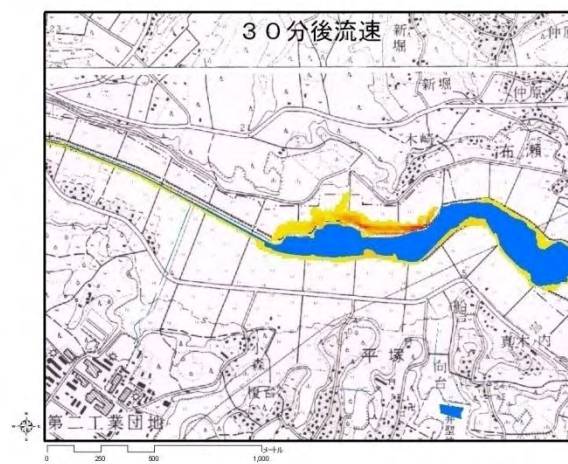 30分後流速
新堀
仲原
新堀
仲原
木崎
布瀬
平塚
向台
真木ノ内
第二工業団地
メートル
0 250 500 1,000